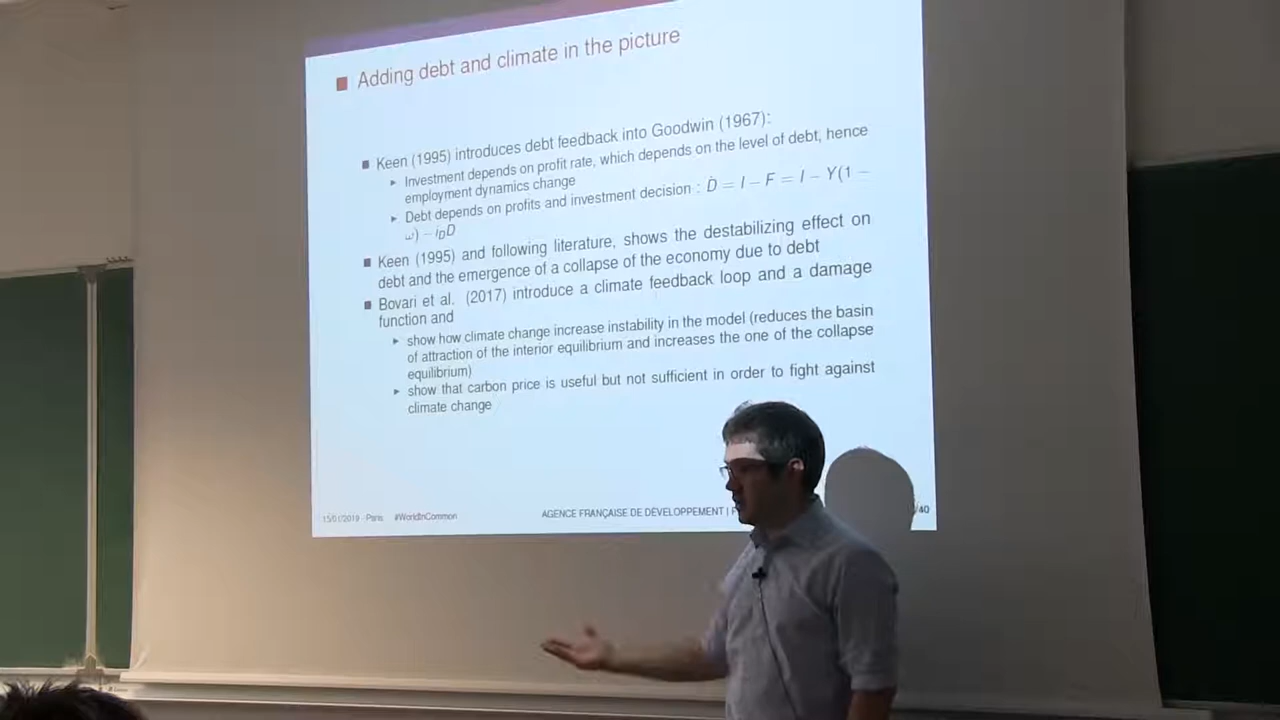 Adding debt and climate in the picture
Keen (1995) introduces debt feedback into Goodwin (1967):
Investment depends on profit rate, which depends on the level of debt, hence
employment dynamics change
Debt depends on profits and investment decision : Ḋ = I − F = I − Y(1 −
ω) − i_D D
Keen (1995) and following literature, shows the destabilizing effect on
debt and the emergence of a collapse of the economy due to debt
Bovari et al. (2017) introduce a climate feedback loop and a damage
function and
show how climate change increase instability in the model (reduces the basin
of attraction of the interior equilibrium and increases the one of the collapse
equilibrium)
show that carbon price is useful but not sufficient in order to fight against
climate change
15/01/2019 - Paris #WorldInCommon AGENCE FRANÇAISE DE DÉVELOPPEMENT | /40